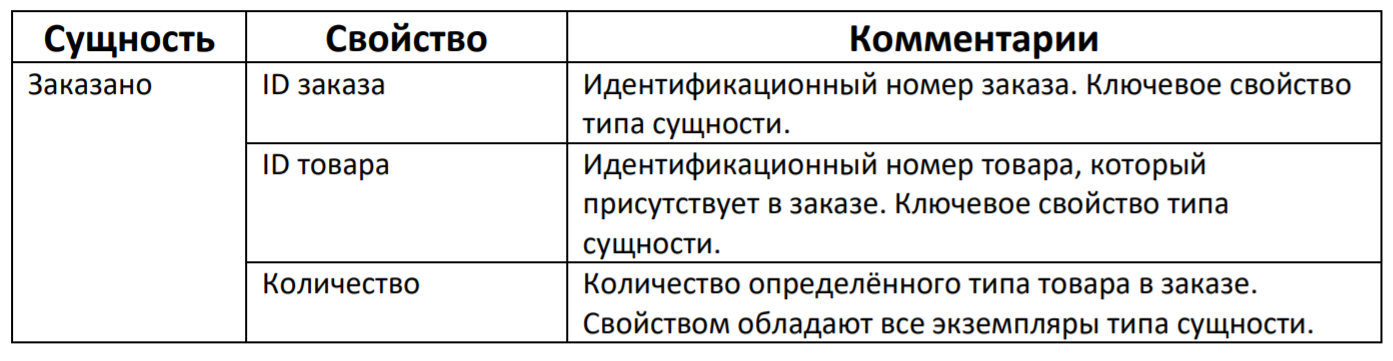 Сущность Свойство Комментарии
Заказано ID заказа Идентификационный номер заказа. Ключевое свойство
типа сущности.
ID товара Идентификационный номер товара, который
присутствует в заказе. Ключевое свойство типа
сущности.
Количество Количество определённого типа товара в заказе.
Свойством обладают все экземпляры типа сущности.